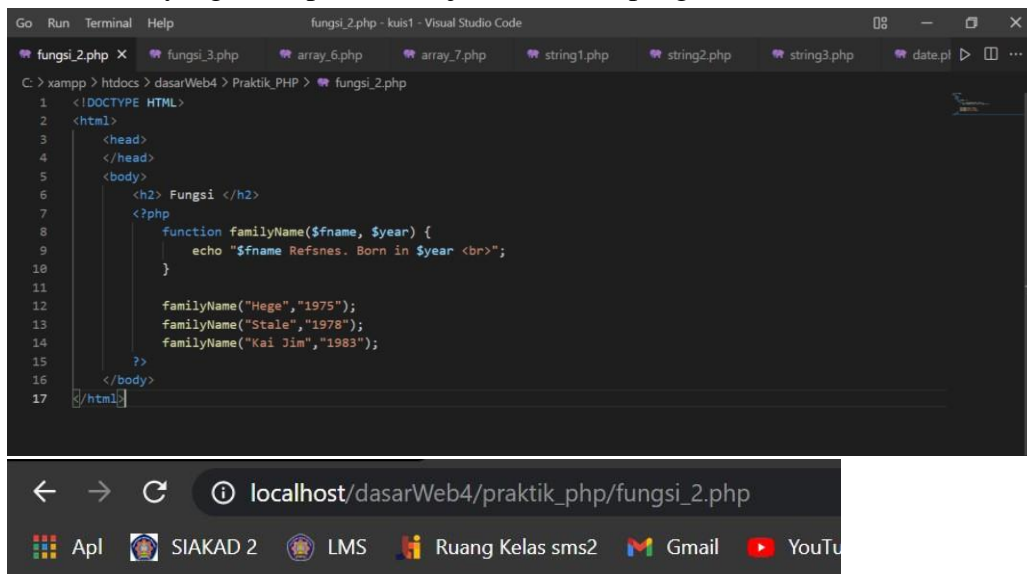 Go Run Terminal Help fungsi_2.php - kuis1 - Visual Studio Code
fungsi_2.php fungsi_3.php array_6.php array_7.php string1.php string2.php string3.php date.pl
C: > xampp > htdocs > dasarWeb4 > Praktik_PHP > fungsi_2.php
1 <!DOCTYPE HTML>
2 <html>
3 <head>
4 </head>
5 <body>
6 <h2> Fungsi </h2>
7 <?php
8 function familyName($fname, $year) {
9 echo "$fname Refsnes. Born in $year <br>";
10 }
11
12 familyName("Hege","1975");
13 familyName("Stale","1978");
14 familyName("Kai Jim","1983");
15 ?>
16 </body>
17 </html>
localhost/dasarWeb4/praktik_php/fungsi_2.php
Apl SIAKAD 2 LMS Ruang Kelas sms2 Gmail YouTu